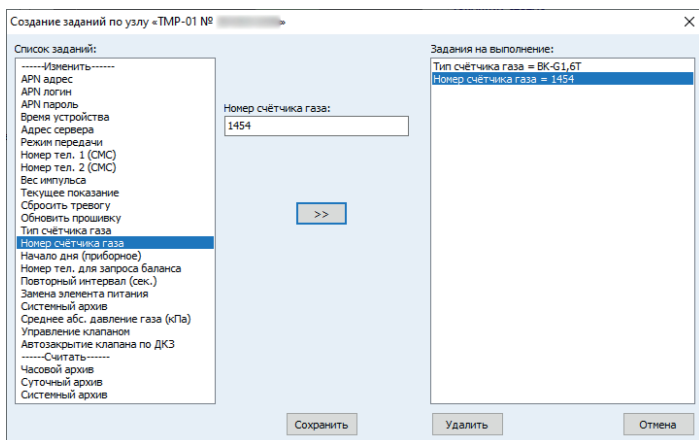 Создание заданий по узлу «TMP-01 №
»
Список заданий:
------Изменить------
APN адрес
APN логин
APN пароль
Время устройства
Адрес сервера
Режим передачи
Номер тел. 1 (СМС)
Номер тел. 2 (СМС)
Вес импульса
Текущее показание
Сбросить тревогу
Обновить прошивку
Тип счётчика газа
Номер счётчика газа
Начало дня (приборное)
Номер тел. для запроса баланса
Повторный интервал (сек.)
Замена элемента питания
Системный архив
Среднее абс. давление газа (кПа)
Управление клапаном
Автозакрытие клапана по ДКЗ
------Считать------
Часовой архив
Суточный архив
Системный архив
Номер счётчика газа:
1454
>>
Задания на выполнение:
Тип счётчика газа = BK-G1,6T
Номер счётчика газа = 1454
Сохранить
Удалить
Отмена